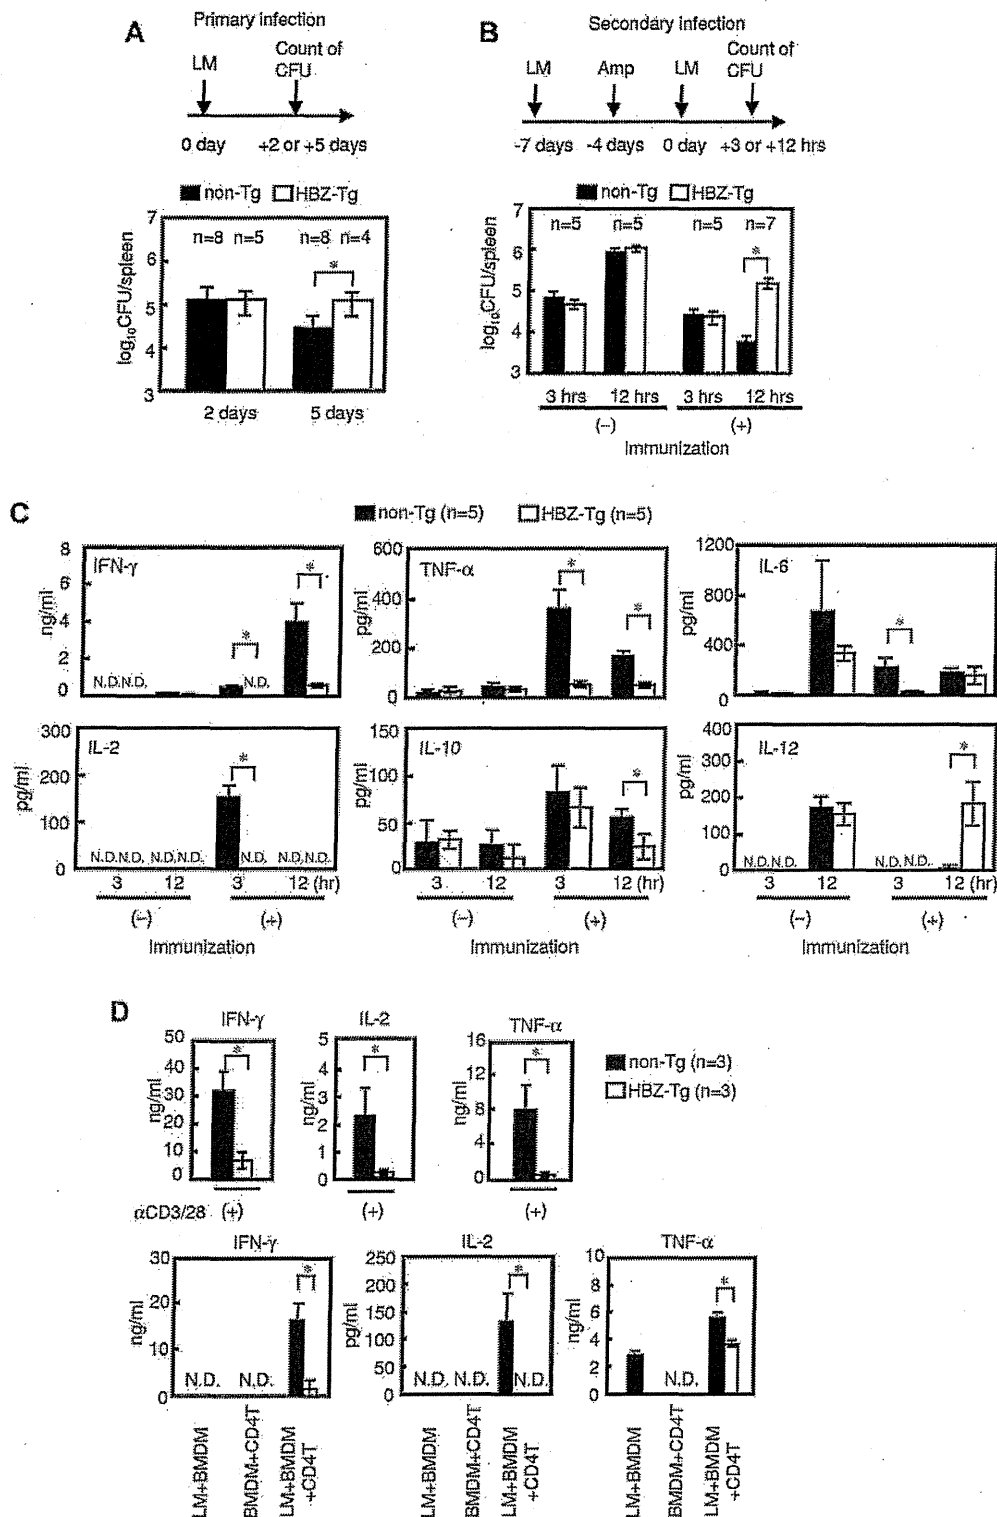 A
Primary infection
LM
Count of
CFU
0 day
+2 or +5 days
non-Tg
HBZ-Tg
log10CFU/spleen
7
6
5
4
3
n=8
n=5
n=8
n=4
*
2 days
5 days
B
Secondary infection
LM
Amp
LM
Count of
CFU
-7 days
-4 days
0 day
+3 or +12 hrs
non-Tg
HBZ-Tg
log10CFU/spleen
7
6
5
4
3
n=5
n=5
n=5
n=7
*
3 hrs
12 hrs
3 hrs
12 hrs
(-)
(+)
Immunization
C
non-Tg (n=5)
HBZ-Tg (n=5)
IFN-γ
ng/ml
8
6
4
2
0
N.D.N.D.
*
N.D.
*
TNF-α
pg/ml
600
400
200
0
*
*
IL-6
pg/ml
1200
800
400
0
*
IL-2
pg/ml
300
200
100
0
N.D.N.D.
N.D.N.D.
*
N.D.
N.D.N.D.
3
12
3
12 (hr)
(-)
(+)
Immunization
IL-10
pg/ml
150
100
50
0
*
3
12
3
12 (hr)
(-)
(+)
Immunization
IL-12
pg/ml
400
300
200
100
0
N.D.N.D.
N.D.N.D.
*
3
12
3
12 (hr)
(-)
(+)
Immunization
D
IFN-γ
ng/ml
50
40
30
20
10
0
*
IL-2
ng/ml
5
4
3
2
1
0
*
TNF-α
ng/ml
16
12
8
4
0
*
non-Tg (n=3)
HBZ-Tg (n=3)
αCD3/28
(+)
(+)
(+)
IFN-γ
ng/ml
30
20
10
0
N.D.
N.D.
*
LM+BMDM
BMDM+CD4T
LM+BMDM
+CD4T
IL-2
pg/ml
250
200
150
100
50
0
N.D.
N.D.
*
N.D.
LM+BMDM
BMDM+CD4T
LM+BMDM
+CD4T
TNF-α
ng/ml
10
8
6
4
2
0
N.D.
*
LM+BMDM
BMDM+CD4T
LM+BMDM
+CD4T